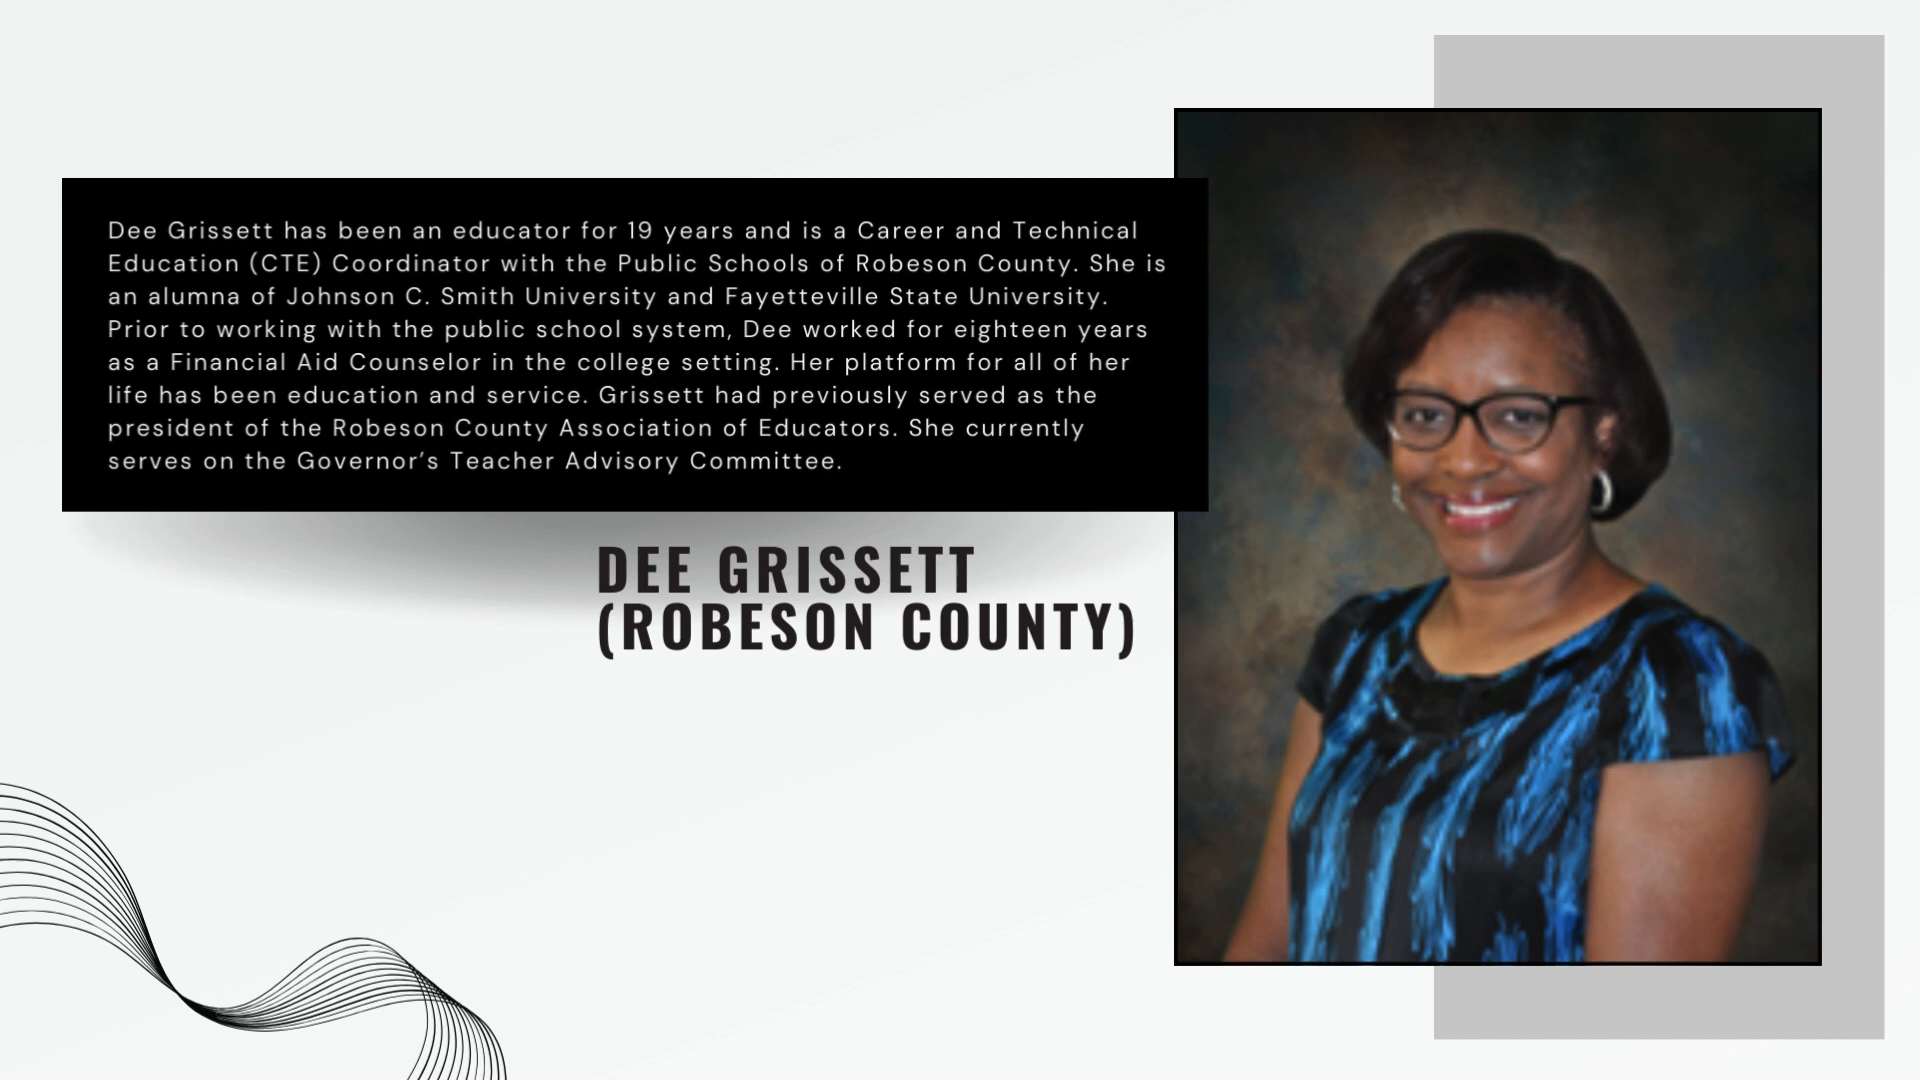 Dee Grissett has been an educator for 19 years and is a Career and Technical
Education (CTE) Coordinator with the Public Schools of Robeson County. She is
an alumna of Johnson C. Smith University and Fayetteville State University.
Prior to working with the public school system, Dee worked for eighteen years
as a Financial Aid Counselor in the college setting. Her platform for all of her
life has been education and service. Grissett had previously served as the
president of the Robeson County Association of Educators. She currently
serves on the Governor’s Teacher Advisory Committee.
DEE GRISSETT
(ROBESON COUNTY)